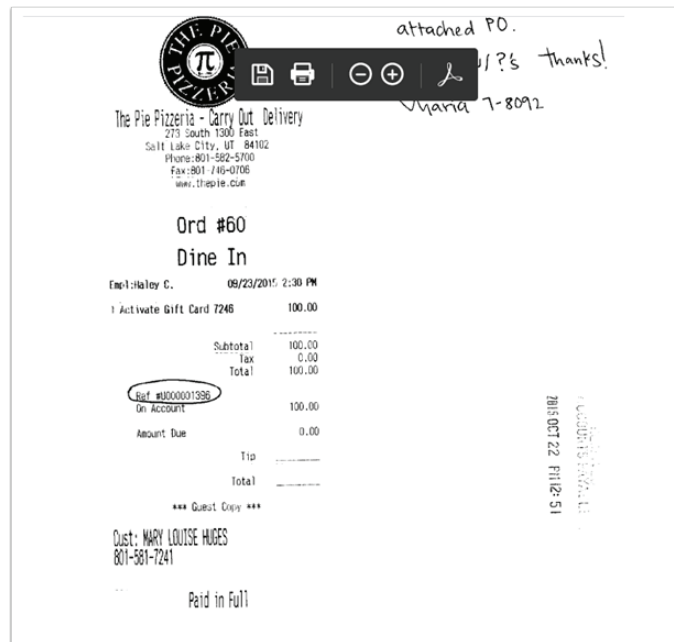 THE PIE
π
PIZZERIA
attached PO.
?'s thanks!
7-8092
The Pie Pizzeria - Carry Out Delivery
273 South 1300 East
Salt Lake City, UT 84102
Phone:801-582-5700
Fax:801-746-0706
www.thepie.com
Ord #60
Dine In
Empl:Haley C. 09/23/2015 2:30 PM
1 Activate Gift Card 7246 100.00
Subtotal 100.00
Tax 0.00
Total 100.00
Ref #U000001396
On Account 100.00
Amount Due 0.00
Tip
Total
*** Guest Copy ***
Cust: MARY LOUISE HUGES
801-581-7241
Paid in Full
ACCOUNTS PAYABLE
2015 OCT 22 PM 12: 51